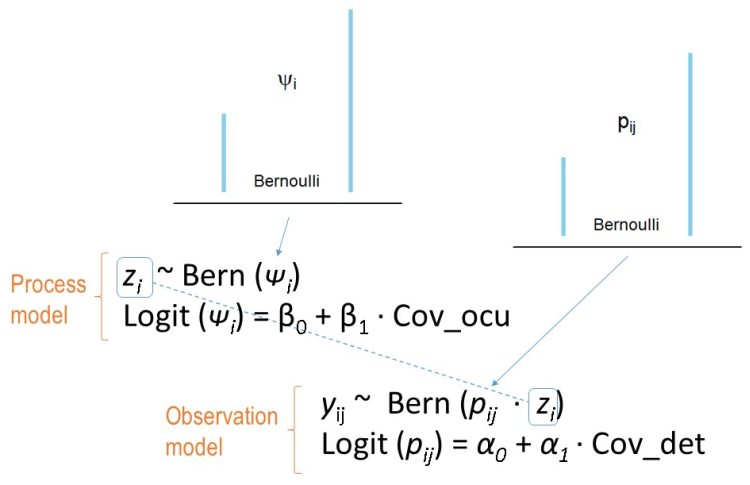 ψi
Bernoulli
pij
Bernoulli
Process
model
zi ~ Bern (ψi)
Logit (ψi) = β0 + β1 · Cov_ocu
Observation
model
yij ~ Bern (pij · zi)
Logit (pij) = α0 + α1 · Cov_det